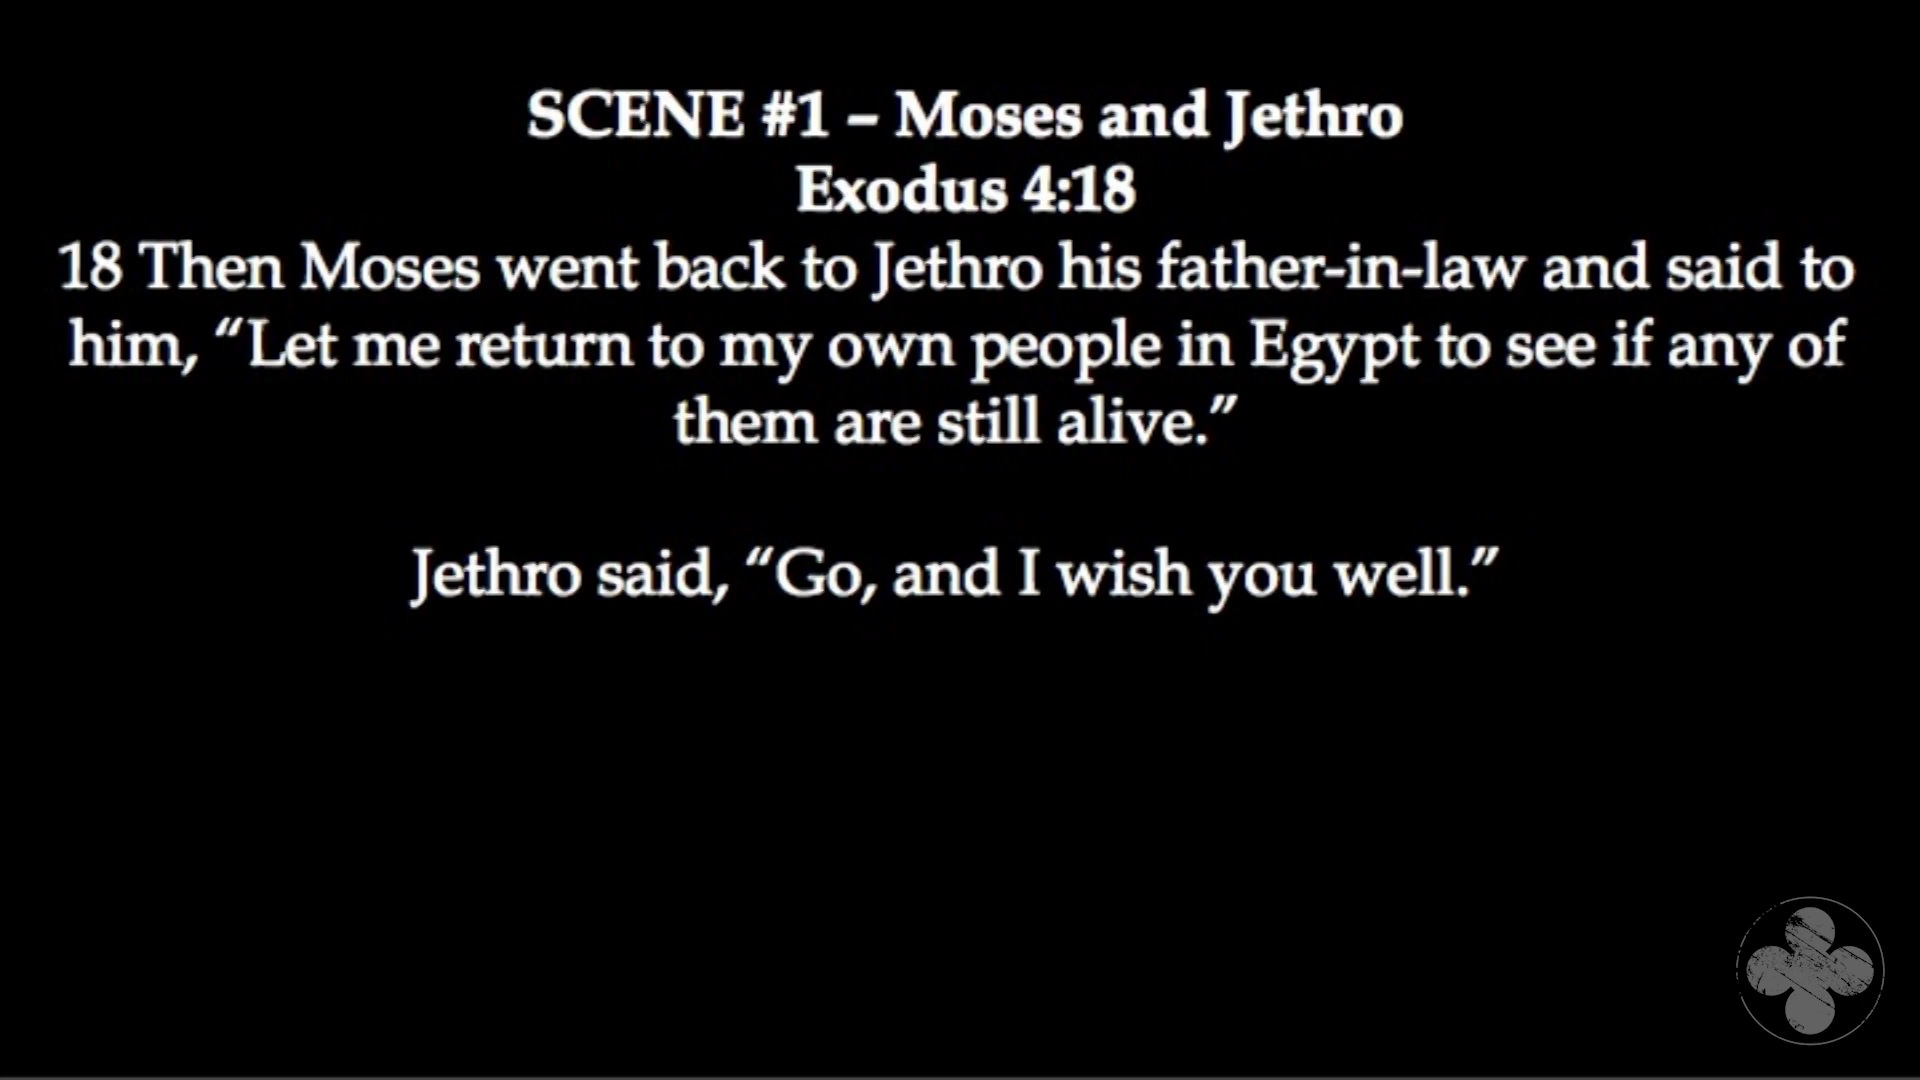 SCENE #1 – Moses and Jethro
Exodus 4:18
18 Then Moses went back to Jethro his father-in-law and said to
him, “Let me return to my own people in Egypt to see if any of
them are still alive.”
Jethro said, “Go, and I wish you well.”